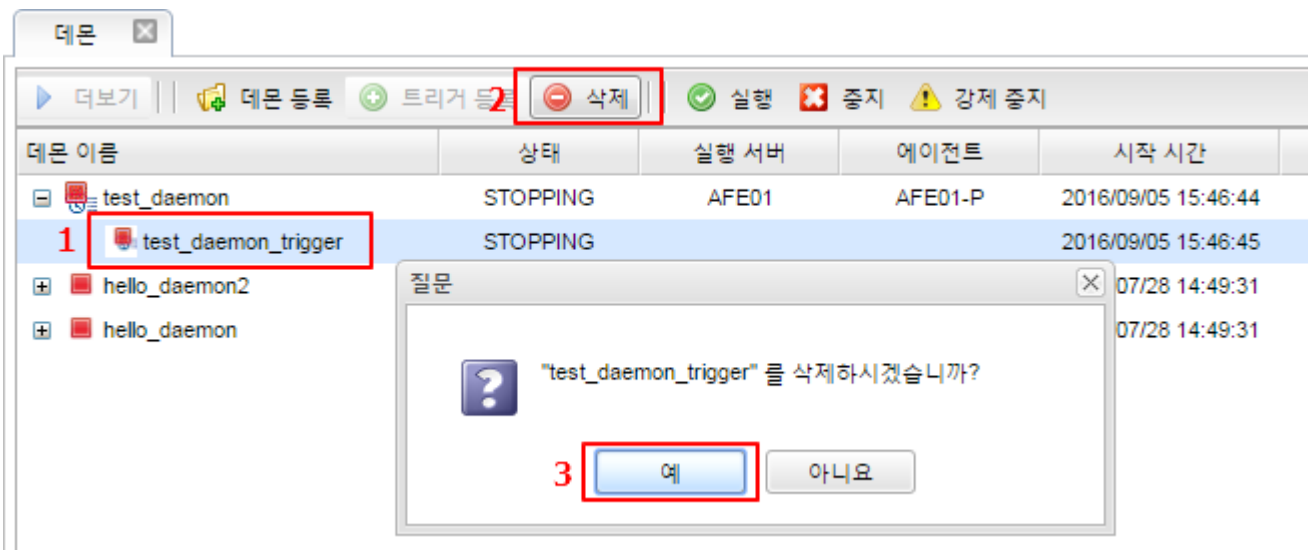 데몬
더보기 데몬 등록 트리거 등록 2 삭제 실행 중지 강제 중지
데몬 이름 상태 실행 서버 에이전트 시작 시간
test_daemon STOPPING AFE01 AFE01-P 2016/09/05 15:46:44
1 test_daemon_trigger STOPPING 2016/09/05 15:46:45
hello_daemon2 07/28 14:49:31
hello_daemon 07/28 14:49:31
질문
"test_daemon_trigger" 를 삭제하시겠습니까?
3 예 아니요